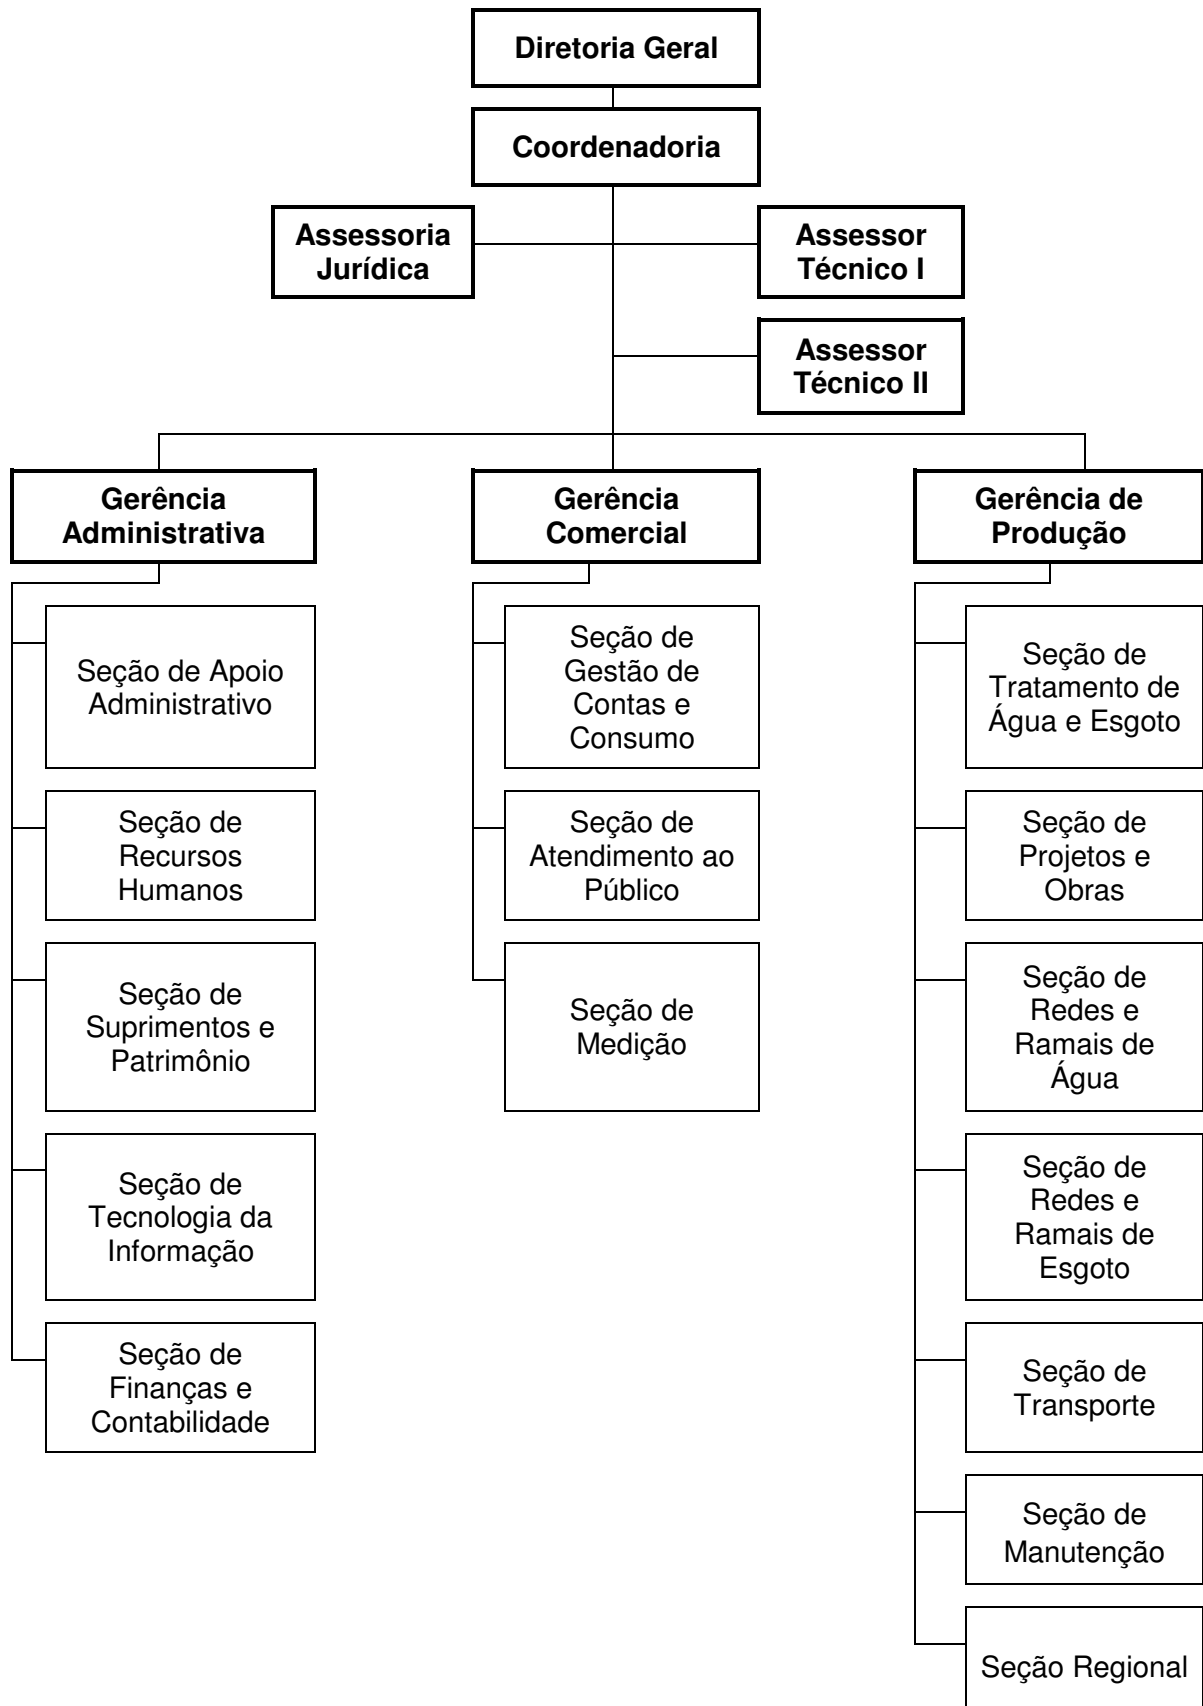 Diretoria Geral
Coordenadoria
Assessoria
Jurídica
Assessor
Técnico I
Assessor
Técnico II
Gerência
Administrativa
Seção de Apoio
Administrativo
Seção de
Recursos
Humanos
Seção de
Suprimentos e
Patrimônio
Seção de
Tecnologia da
Informação
Seção de
Finanças e
Contabilidade
Gerência
Comercial
Seção de
Gestão de
Contas e
Consumo
Seção de
Atendimento ao
Público
Seção de
Medição
Gerência de
Produção
Seção de
Tratamento de
Água e Esgoto
Seção de
Projetos e
Obras
Seção de
Redes e
Ramais de
Água
Seção de
Redes e
Ramais de
Esgoto
Seção de
Transporte
Seção de
Manutenção
Seção Regional